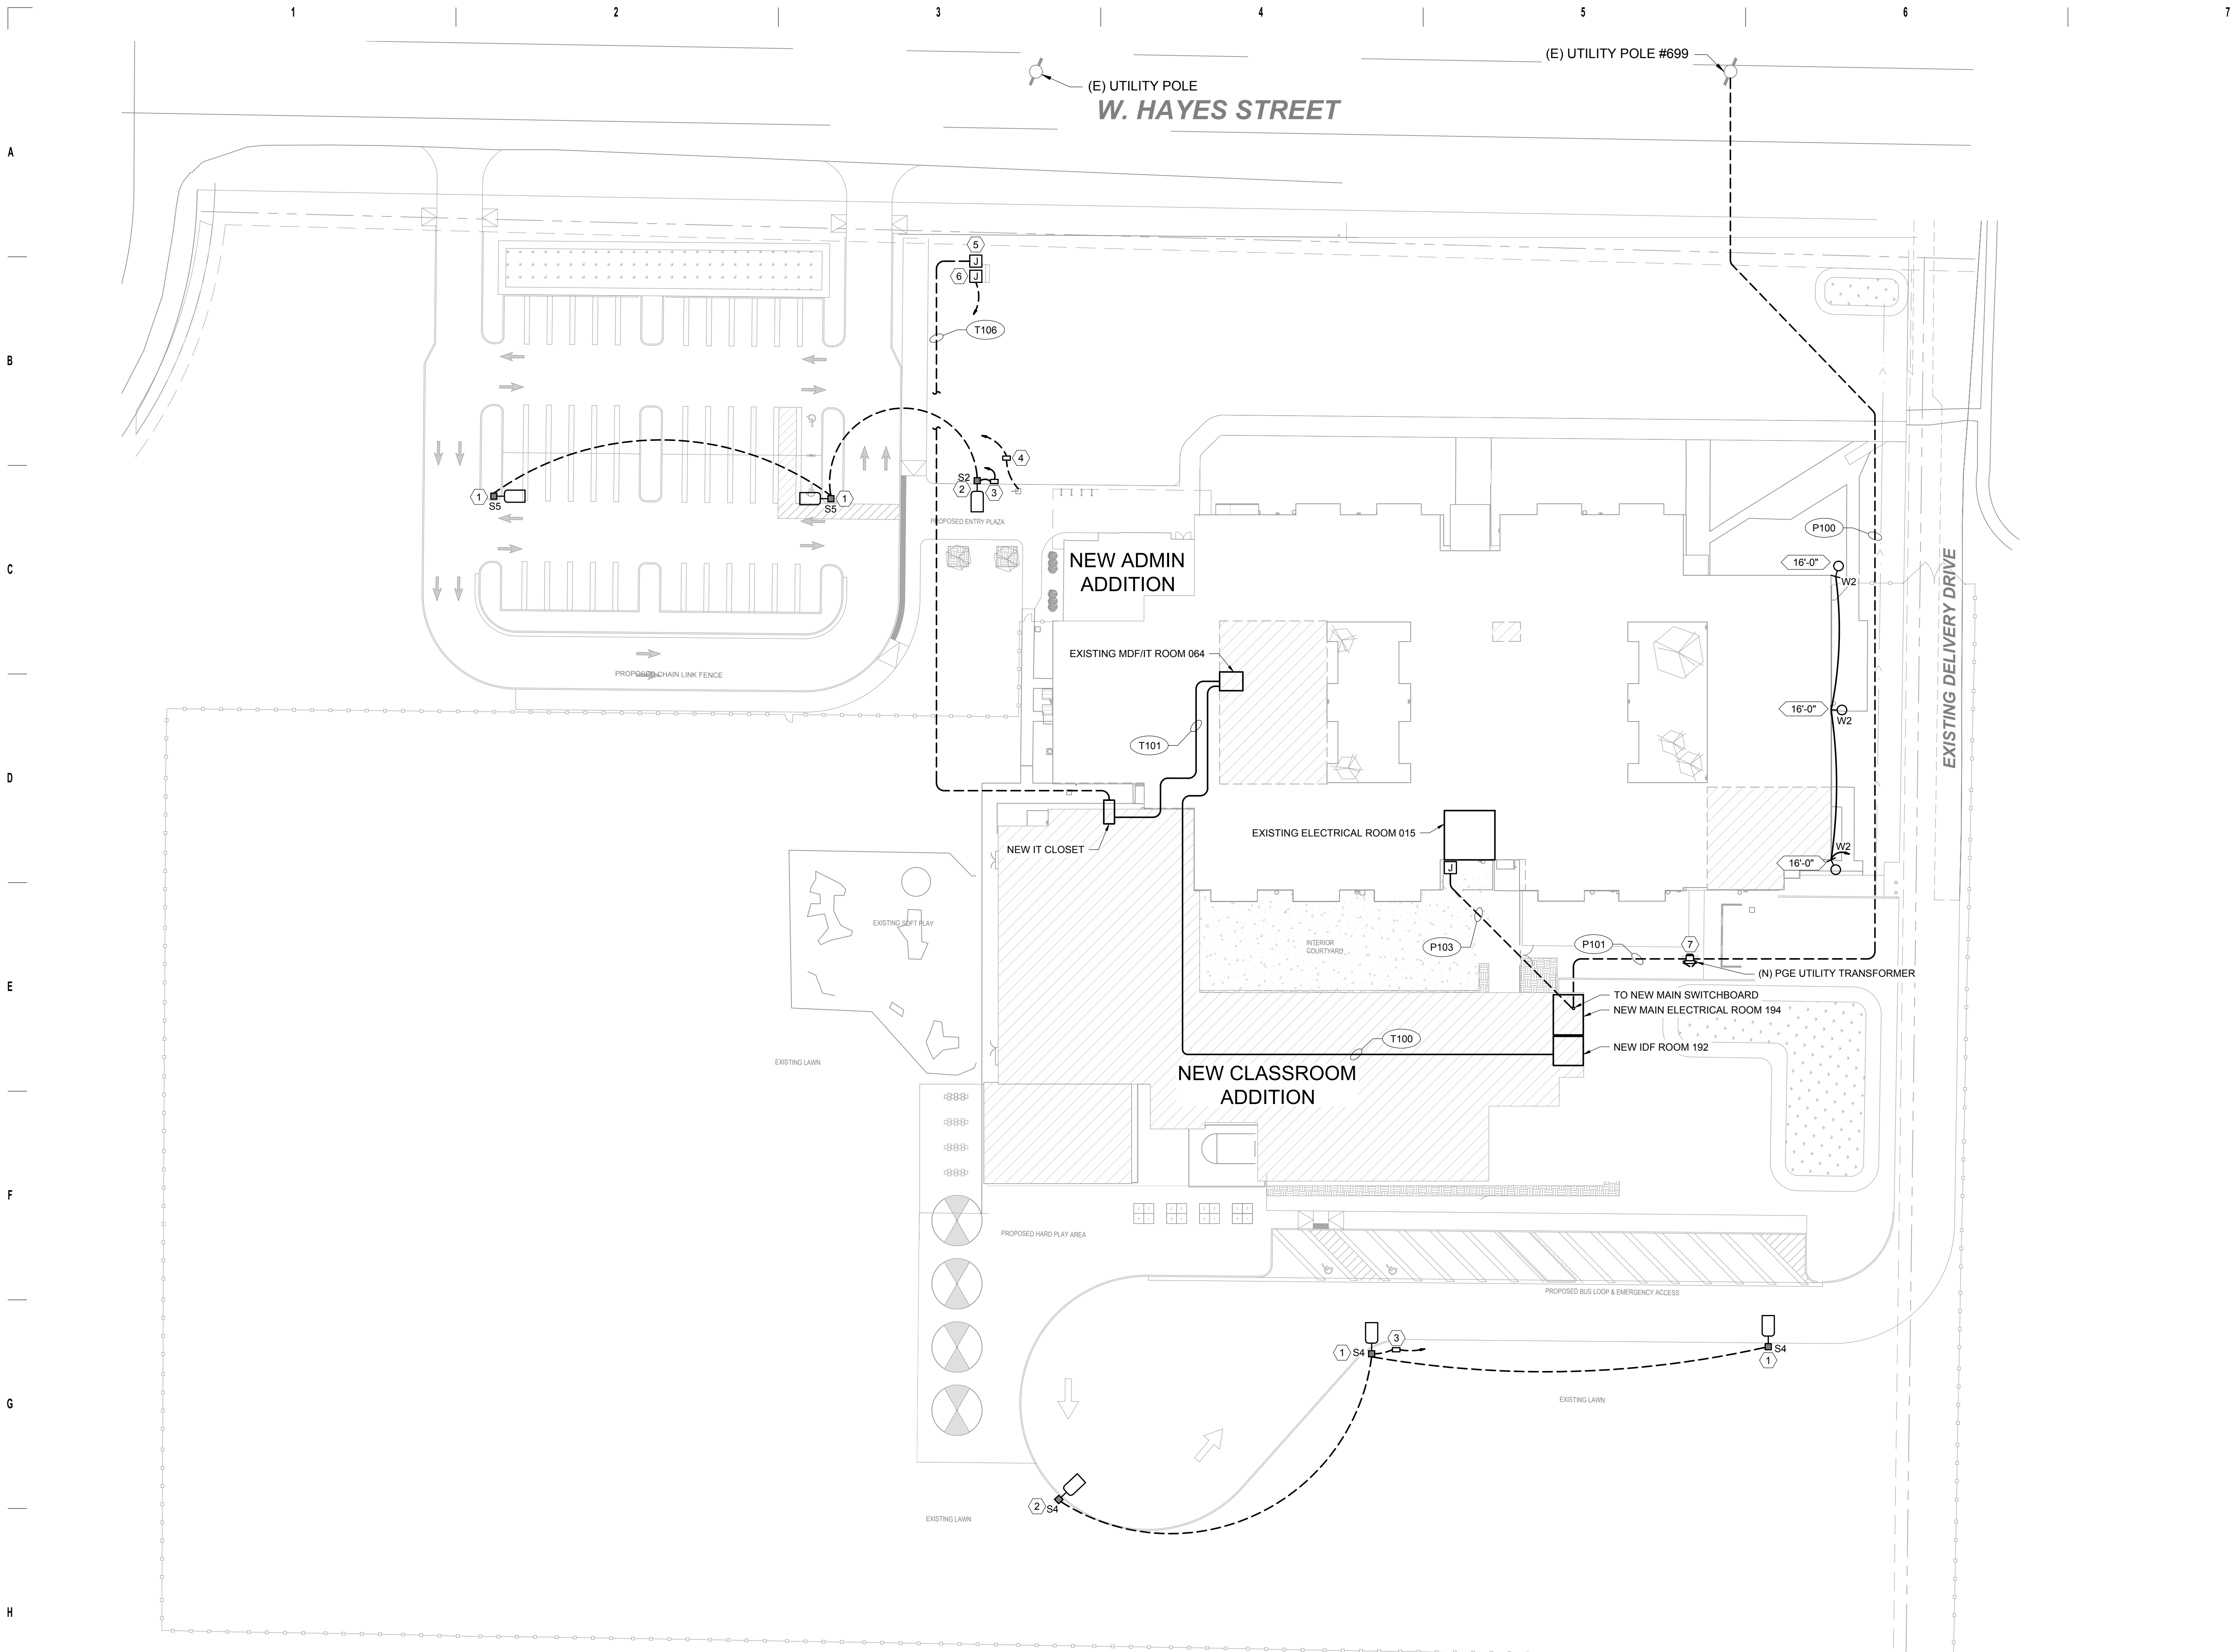 1 2 3 4 5 6 7
(E) UTILITY POLE #699
(E) UTILITY POLE
W. HAYES STREET
A
5
J
6
J
T106
B
4
S2
2
3
1
S5
1
S5
PROPOSED ENTRY PLAZA
P100
16'-0"
W2
NEW ADMIN
ADDITION
C
EXISTING DELIVERY DRIVE
EXISTING MDF/IT ROOM 064
PROPOSED CHAIN LINK FENCE
16'-0"
W2
T101
D
EXISTING ELECTRICAL ROOM 015
NEW IT CLOSET
W2
16'-0"
J
EXISTING SOFT PLAY
INTERIOR
COURTYARD
P103
P101
7
(N) PGE UTILITY TRANSFORMER
E
TO NEW MAIN SWITCHBOARD
NEW MAIN ELECTRICAL ROOM 194
T100
NEW IDF ROOM 192
EXISTING LAWN
NEW CLASSROOM
ADDITION
F
PROPOSED HARD PLAY AREA
PROPOSED BUS LOOP & EMERGENCY ACCESS
3
1
S4
S4
1
G
EXISTING LAWN
2
S4
EXISTING LAWN
H